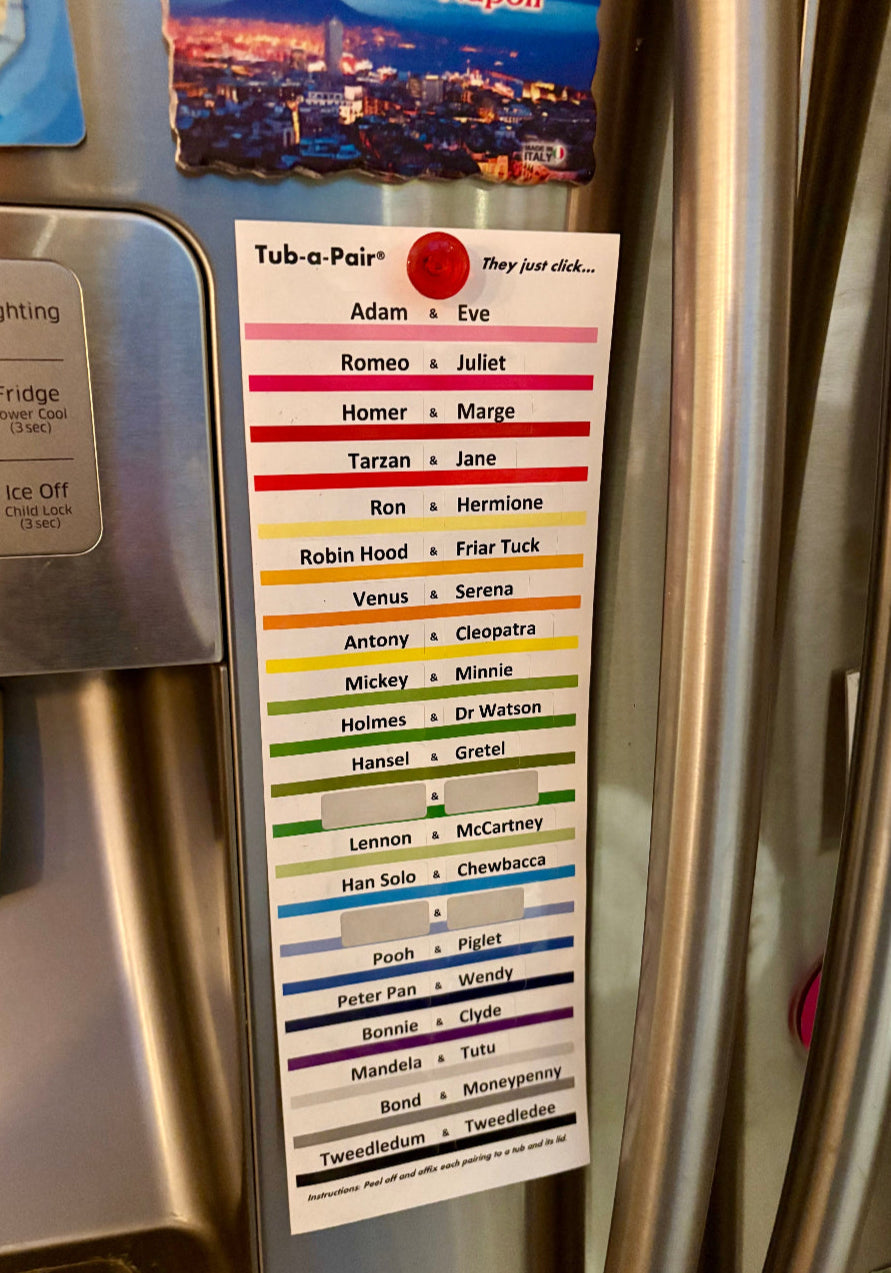 MADE IN
ITALY
Tub-a-Pair® They just click...
Adam & Eve
Romeo & Juliet
Homer & Marge
Tarzan & Jane
Ron & Hermione
Robin Hood & Friar Tuck
Venus & Serena
Antony & Cleopatra
Mickey & Minnie
Holmes & Dr Watson
Hansel & Gretel
&
Lennon & McCartney
Han Solo & Chewbacca
&
Pooh & Piglet
Peter Pan & Wendy
Bonnie & Clyde
Mandela & Tutu
Bond & Moneypenny
Tweedledum & Tweedledee
Instructions: Peel off and affix each pairing to a tub and its lid.
Fridge
(3 sec)
Ice Off
Child Lock
(3 sec)